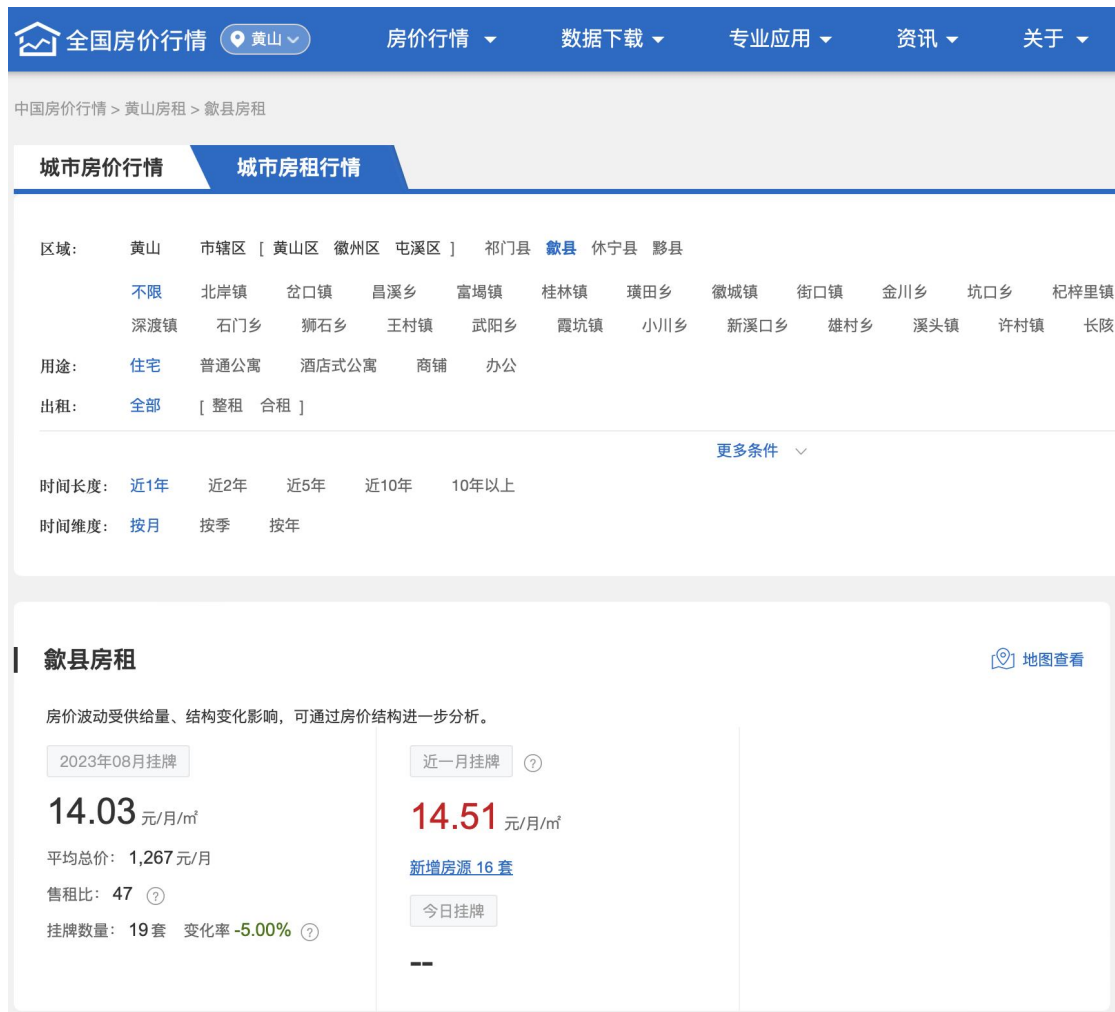 全国房价行情 黄山 房价行情 数据下载 专业应用 资讯 关于
中国房价行情 > 黄山房租 > 歙县房租
城市房价行情 城市房租行情
区域: 黄山 市辖区 [ 黄山区 徽州区 屯溪区 ] 祁门县 歙县 休宁县 黟县
不限 北岸镇 岔口镇 昌溪乡 富堨镇 桂林镇 璜田乡 徽城镇 街口镇 金川乡 坑口乡 杞梓里镇
深渡镇 石门乡 狮石乡 王村镇 武阳乡 霞坑镇 小川乡 新溪口乡 雄村乡 溪头镇 许村镇 长陔
用途: 住宅 普通公寓 酒店式公寓 商铺 办公
出租: 全部 [ 整租 合租 ]
更多条件
时间长度: 近1年 近2年 近5年 近10年 10年以上
时间维度: 按月 按季 按年
歙县房租 地图查看
房价波动受供给量、结构变化影响，可通过房价结构进一步分析。
2023年08月挂牌 近一月挂牌 ?
14.03 元/月/㎡ 14.51 元/月/㎡
平均总价: 1,267 元/月 新增房源 16 套
售租比: 47 ? 今日挂牌
挂牌数量: 19 套 变化率 -5.00% ?
--